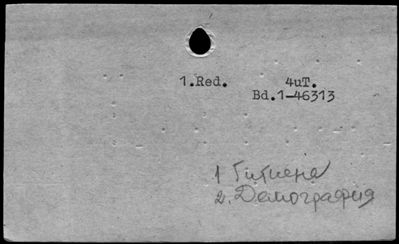 1.Red. 4uT.
Bd.1-46313
1 Гигиена
2. Демография